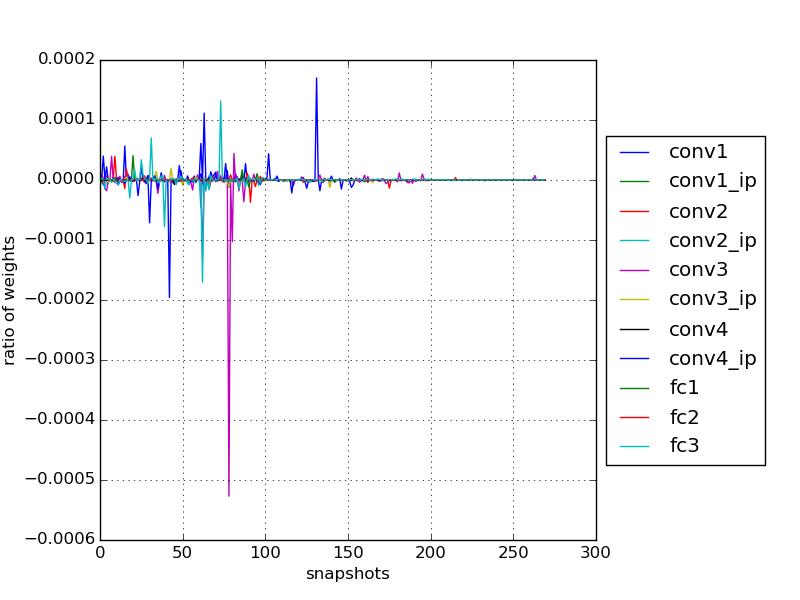 0.0002
0.0001
0.0000
−0.0001
−0.0002
−0.0003
−0.0004
−0.0005
−0.0006
ratio of weights
0 50 100 150 200 250 300
snapshots
conv1
conv1_ip
conv2
conv2_ip
conv3
conv3_ip
conv4
conv4_ip
fc1
fc2
fc3